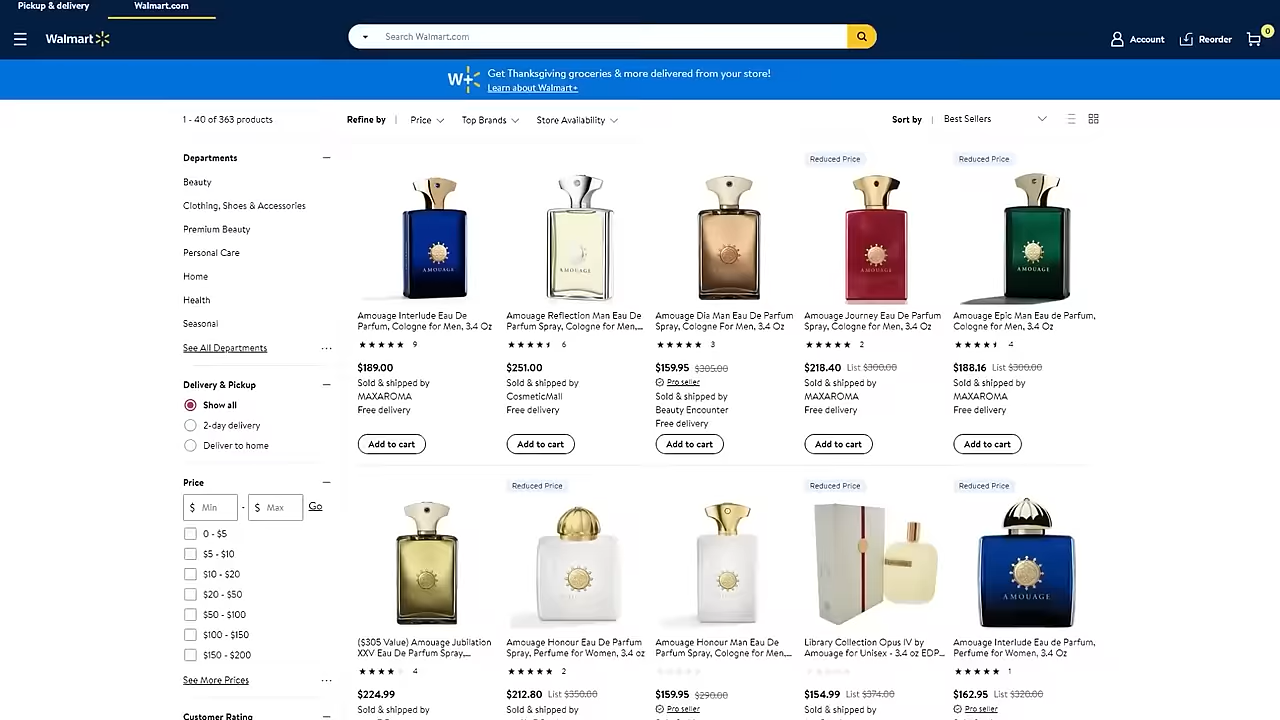 Pickup & delivery
Walmart.com
Walmart
Search Walmart.com
Account
Reorder
0
W+
Get Thanksgiving groceries & more delivered from your store!
Learn about Walmart+
1 - 40 of 363 products
Refine by | Price Top Brands Store Availability
Sort by | Best Sellers
Departments
Beauty
Clothing, Shoes & Accessories
Premium Beauty
Personal Care
Home
Health
Seasonal
See All Departments
Delivery & Pickup
Show all
2-day delivery
Deliver to home
Price
$ Min - $ Max Go
0 - $5
$5 - $10
$10 - $20
$20 - $50
$50 - $100
$100 - $150
$150 - $200
See More Prices
Customer Rating
AMOUAGE
Amouage Interlude Eau De
Parfum, Cologne for Men, 3.4 Oz
9
$189.00
Sold & shipped by
MAXAROMA
Free delivery
Add to cart
AMOUAGE
Amouage Reflection Man Eau De
Parfum Spray, Cologne for Men,...
6
$251.00
Sold & shipped by
CosmeticMall
Free delivery
Add to cart
Amouage Dia Man Eau De Parfum
Spray, Cologne For Men, 3.4 Oz
3
$159.95 $305.00
Pro seller
Sold & shipped by
Beauty Encounter
Free delivery
Add to cart
Reduced Price
AMOUAGE
Amouage Journey Eau De Parfum
Spray, Cologne for Men, 3.4 Oz
2
$218.40 List $300.00
Sold & shipped by
MAXAROMA
Free delivery
Add to cart
Reduced Price
AMOUAGE
Amouage Epic Man Eau de Parfum,
Cologne for Men, 3.4 Oz
4
$188.16 List $300.00
Sold & shipped by
MAXAROMA
Free delivery
Add to cart
($305 Value) Amouage Jubilation
XXV Eau De Parfum Spray,...
4
$224.99
Sold & shipped by
Reduced Price
Amouage Honour Eau De Parfum
Spray, Perfume for Women, 3.4 oz
2
$212.80 List $350.00
Sold & shipped by
Amouage Honour Man Eau De
Parfum Spray, Cologne for Men,...
$159.95 $290.00
Pro seller
Reduced Price
Library Collection Opus IV by
Amouage for Unisex - 3.4 oz EDP...
$154.99 List $374.00
Sold & shipped by
Reduced Price
AMOUAGE
Amouage Interlude Eau de Parfum,
Perfume for Women, 3.4 Oz
1
$162.95 List $320.00
Pro seller